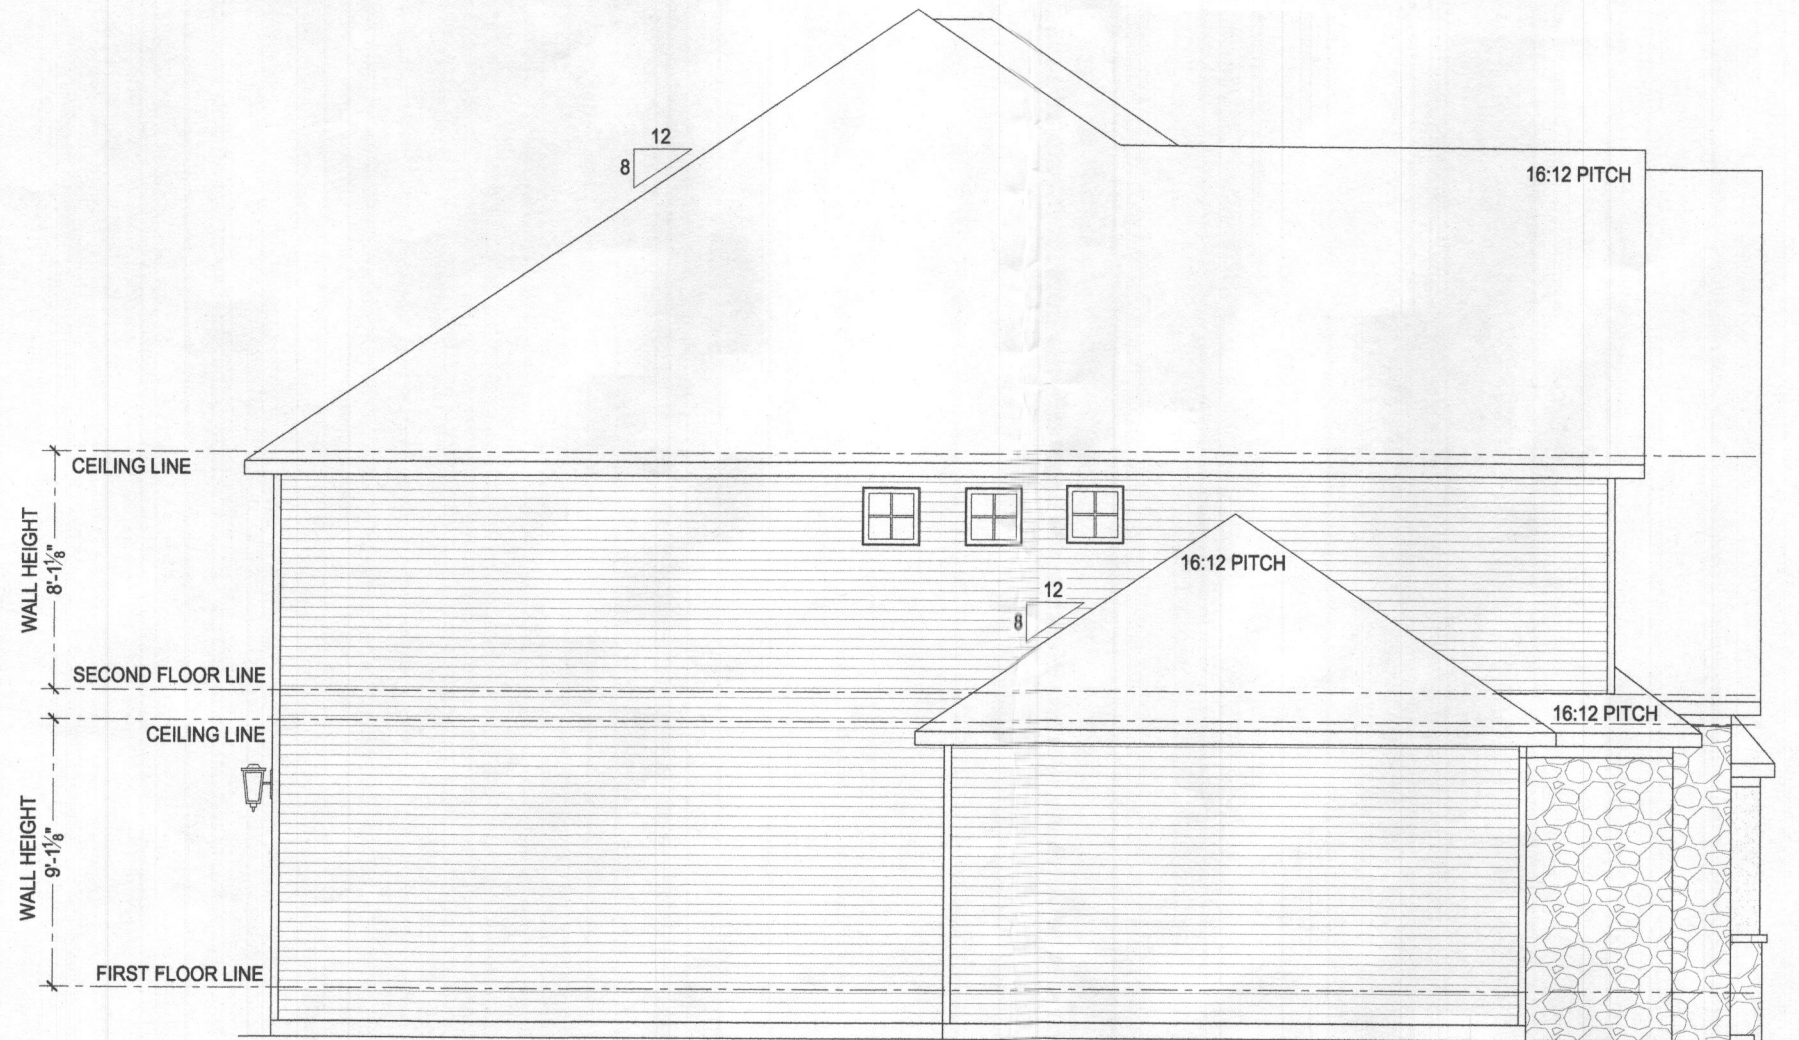 12
8
16:12 PITCH
CEILING LINE
WALL HEIGHT
8'-1⅛"
16:12 PITCH
12
8
SECOND FLOOR LINE
16:12 PITCH
CEILING LINE
WALL HEIGHT
9'-1⅛"
FIRST FLOOR LINE